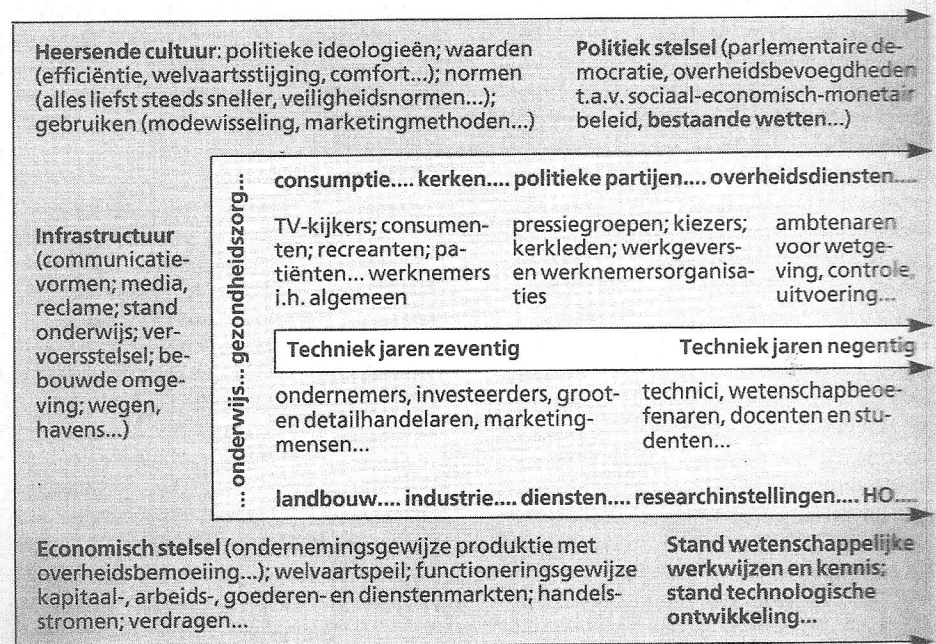 Heersende cultuur: politieke ideologieën; waarden
(efficiëntie, welvaartsstijging, comfort...); normen
(alles liefst steeds sneller, veiligheidsnormen...);
gebruiken (modewisseling, marketingmethoden...)
Politiek stelsel (parlementaire de-
mocratie, overheidsbevoegdheden
t.a.v. sociaal-economisch-monetair
beleid, bestaande wetten...)
Infrastructuur
(communicatie-
vormen; media,
reclame; stand
onderwijs; ver-
voersstelsel; be-
bouwde omge-
ving; wegen,
havens...)
... onderwijs... gezondheidszorg...
consumptie.... kerken.... politieke partijen.... overheidsdiensten....
TV-kijkers; consumen-
ten; recreanten; pa-
tiënten... werknemers
i.h. algemeen
pressiegroepen; kiezers;
kerkleden; werkgevers-
en werknemersorganisa-
ties
ambtenaren
voor wetge-
ving, controle,
uitvoering...
Techniek jaren zeventig
Techniek jaren negentig
ondernemers, investeerders, groot-
en detailhandelaren, marketing-
mensen...
technici, wetenschapbeoe-
fenaren, docenten en stu-
denten...
landbouw.... industrie.... diensten.... researchinstellingen.... HO....
Economisch stelsel (ondernemingsgewijze produktie met
overheidsbemoeiing...); welvaartspeil; functioneringsgewijze
kapitaal-, arbeids-, goederen- en dienstenmarkten; handels-
stromen; verdragen...
Stand wetenschappelijke
werkwijzen en kennis;
stand technologische
ontwikkeling...